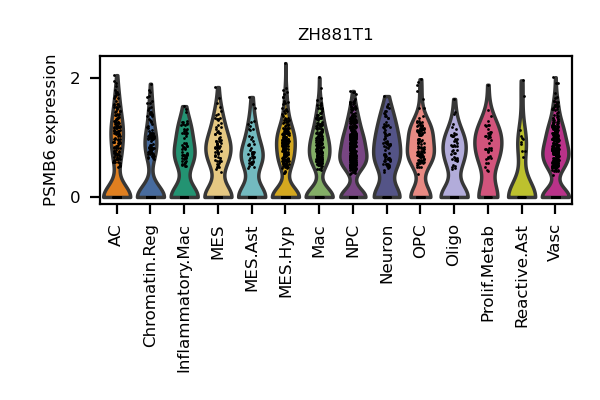 ZH881T1
PSMB6 expression
2
0
AC
Chromatin.Reg
Inflammatory.Mac
MES
MES.Ast
MES.Hyp
Mac
NPC
Neuron
OPC
Oligo
Prolif.Metab
Reactive.Ast
Vasc